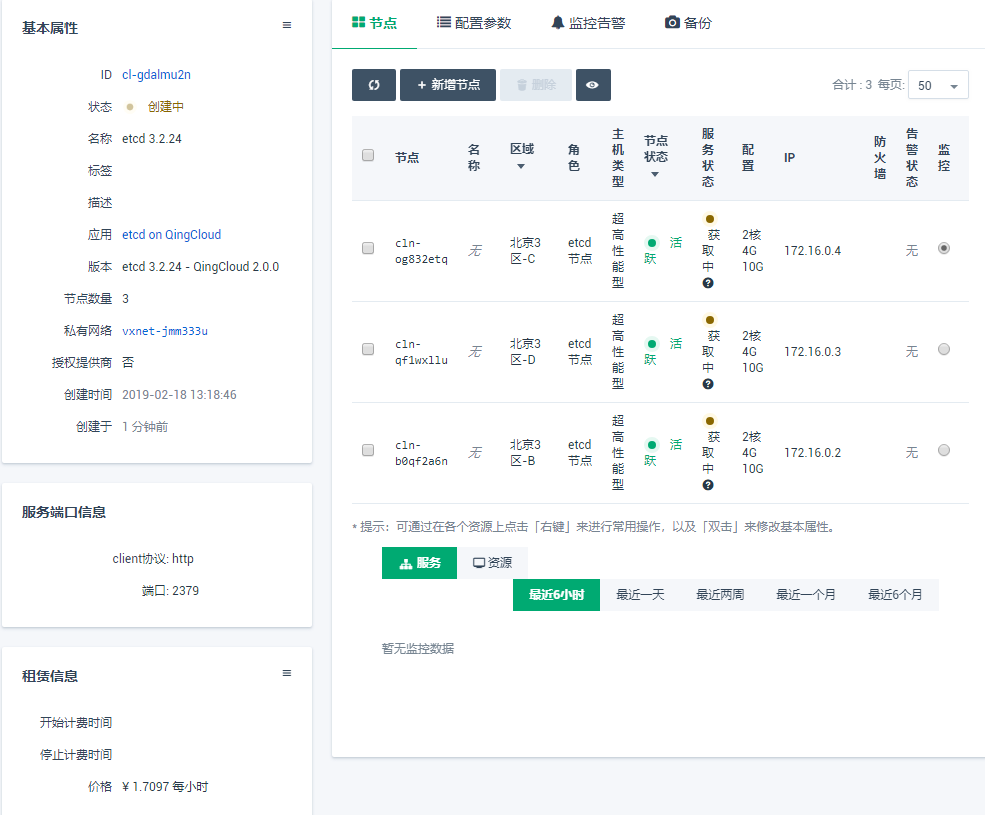 基本属性
ID cl-gdalmu2n
状态 创建中
名称 etcd 3.2.24
标签
描述
应用 etcd on QingCloud
版本 etcd 3.2.24 - QingCloud 2.0.0
节点数量 3
私有网络 vxnet-jmm333u
授权提供商 否
创建时间 2019-02-18 13:18:46
创建于 1 分钟前
服务端口信息
client协议: http
端口: 2379
租赁信息
开始计费时间
停止计费时间
价格 ¥ 1.7097 每小时
节点 配置参数 监控告警 备份
+ 新增节点 删除 合计 : 3 每页: 50
节点 名称 区域 角色 主机类型 节点状态 服务状态 配置 IP 防火墙 告警状态 监控
cln-og832etq 无 北京3区-C etcd节点 超高性能型 活跃 获取中 2核4G10G 172.16.0.4 无
cln-qf1wxllu 无 北京3区-D etcd节点 超高性能型 活跃 获取中 2核4G10G 172.16.0.3 无
cln-b0qf2a6n 无 北京3区-B etcd节点 超高性能型 活跃 获取中 2核4G10G 172.16.0.2 无
* 提示：可通过在各个资源上点击「右键」来进行常用操作，以及「双击」来修改基本属性。
服务 资源
最近6小时 最近一天 最近两周 最近一个月 最近6个月
暂无监控数据